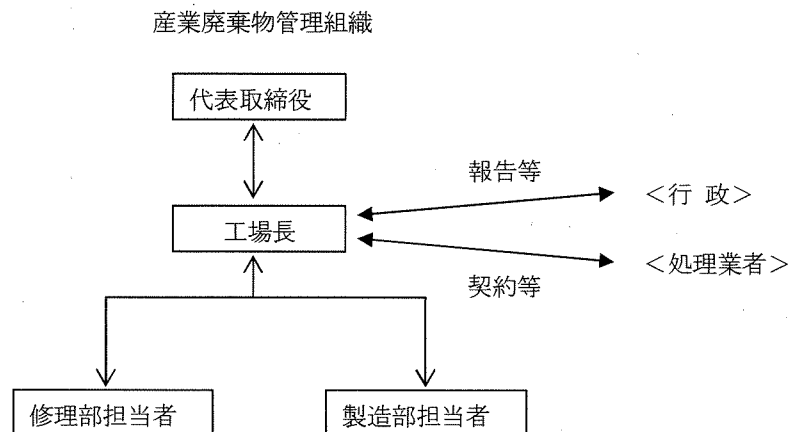 産業廃棄物管理組織
代表取締役
報告等
＜行 政＞
工場長
＜処理業者＞
契約等
修理部担当者
製造部担当者